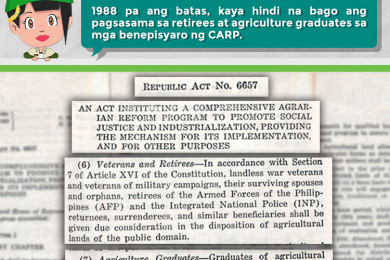 1988 pa ang batas, kaya hindi na bago ang
pagsasama sa retirees at agriculture graduates sa
mga benepisyaro ng CARP.
REPUBLIC ACT NO. 6657
AN ACT INSTITUTING A COMPREHENSIVE AGRAR-
IAN REFORM PROGRAM TO PROMOTE SOCIAL
JUSTICE AND INDUSTRIALIZATION, PROVIDING
THE MECHANISM FOR ITS IMPLEMENTATION,
AND FOR OTHER PURPOSES
(6) Veterans and Retirees—In accordance with Section
7 of Article XVI of the Constitution, landless war veterans
and veterans of military campaigns, their surviving spouses
and orphans, retirees of the Armed Forces of the Philip-
pines (AFP) and the Integrated National Police (INP),
returnees, surrenderees, and similar beneficiaries shall be
given due consideration in the disposition of agricultural
lands of the public domain.
(7) Agriculture Graduates—Graduates of agricultural